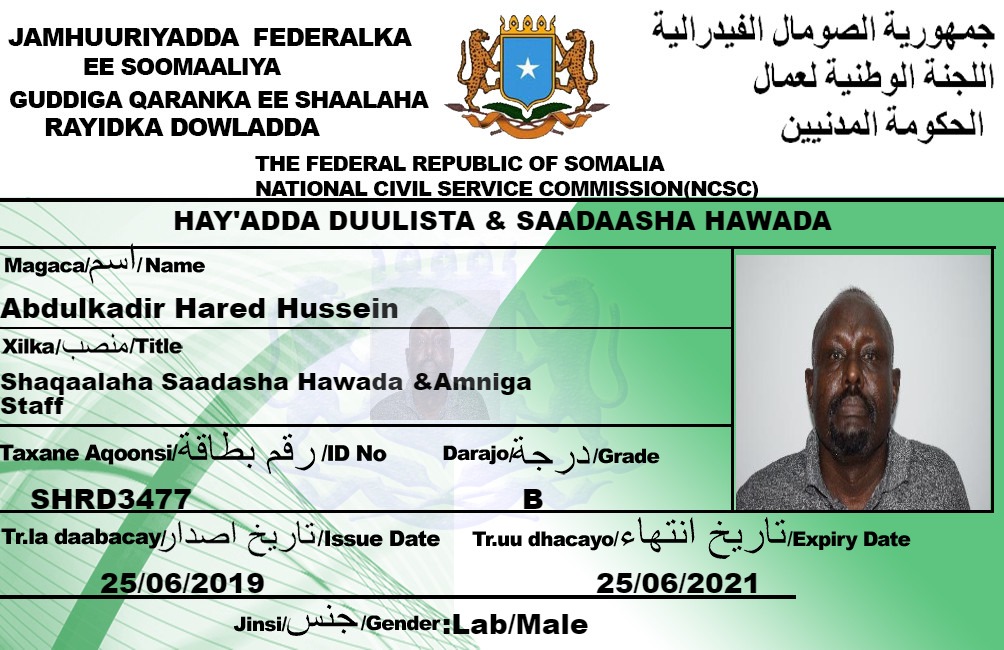 JAMHUURIYADDA FEDERALKA
EE SOOMAALIYA
GUDDIGA QARANKA EE SHAALAHA
RAYIDKA DOWLADDA
جمهورية الصومال الفيدرالية
اللجنة الوطنية لعمال
الحكومة المدنيين
THE FEDERAL REPUBLIC OF SOMALIA
NATIONAL CIVIL SERVICE COMMISSION(NCSC)
HAY'ADDA DUULISTA & SAADAASHA HAWADA
Magaca/اسم/Name
Abdulkadir Hared Hussein
Xilka/منصب/Title
Shaqaalaha Saadasha Hawada &Amniga
Staff
Taxane Aqoonsi/رقم بطاقة/ID No
Darajo/درجة/Grade
SHRD3477
B
Tr.la daabacay/تاريخ اصدار/Issue Date
Tr.uu dhacayo/تاريخ انتهاء/Expiry Date
25/06/2019
25/06/2021
Jinsi/جنس/Gender:Lab/Male